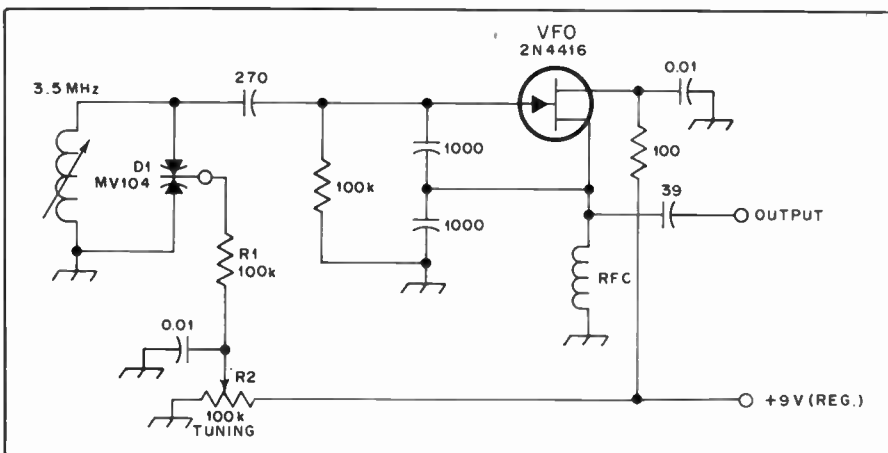 VFO
2N4416
3.5 MHz
270
0.01
D1
MV104
1000
100
100k
39
OUTPUT
1000
R1
100k
RFC
0.01
R2
100k
TUNING
+9V (REG.)